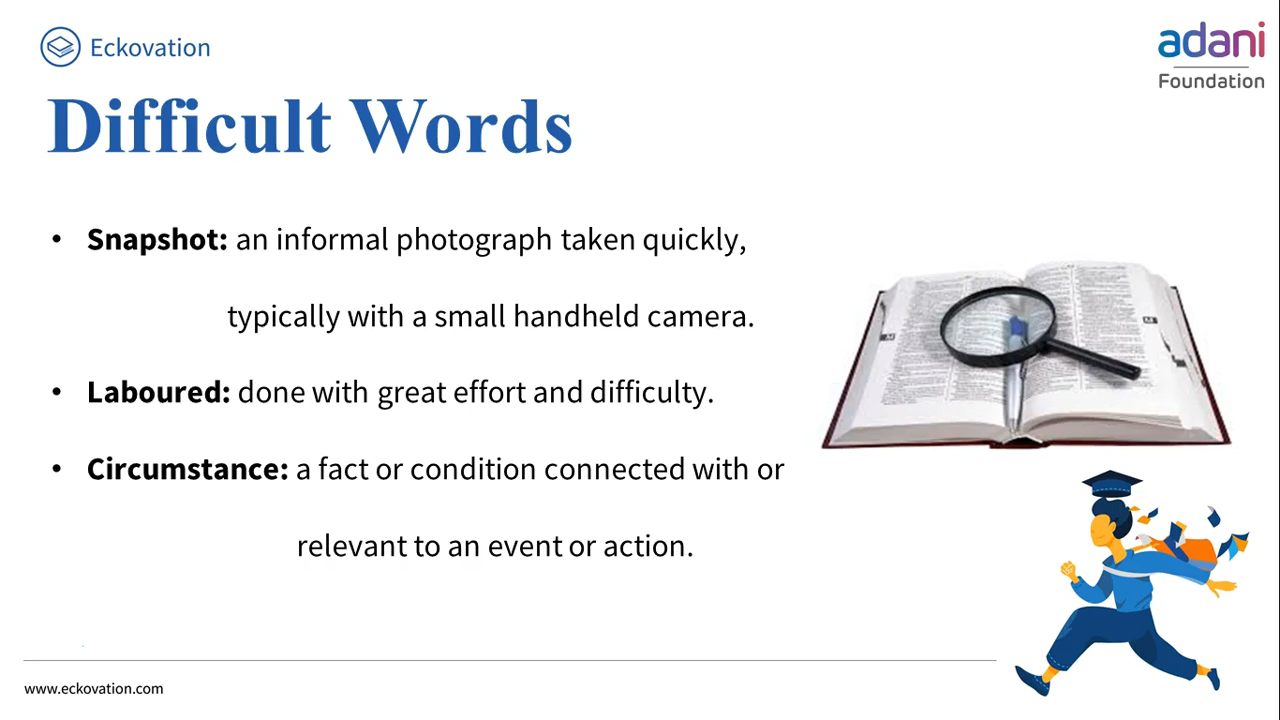 Eckovation
adani
Foundation
Difficult Words
• Snapshot: an informal photograph taken quickly,
typically with a small handheld camera.
• Laboured: done with great effort and difficulty.
• Circumstance: a fact or condition connected with or
relevant to an event or action.
www.eckovation.com